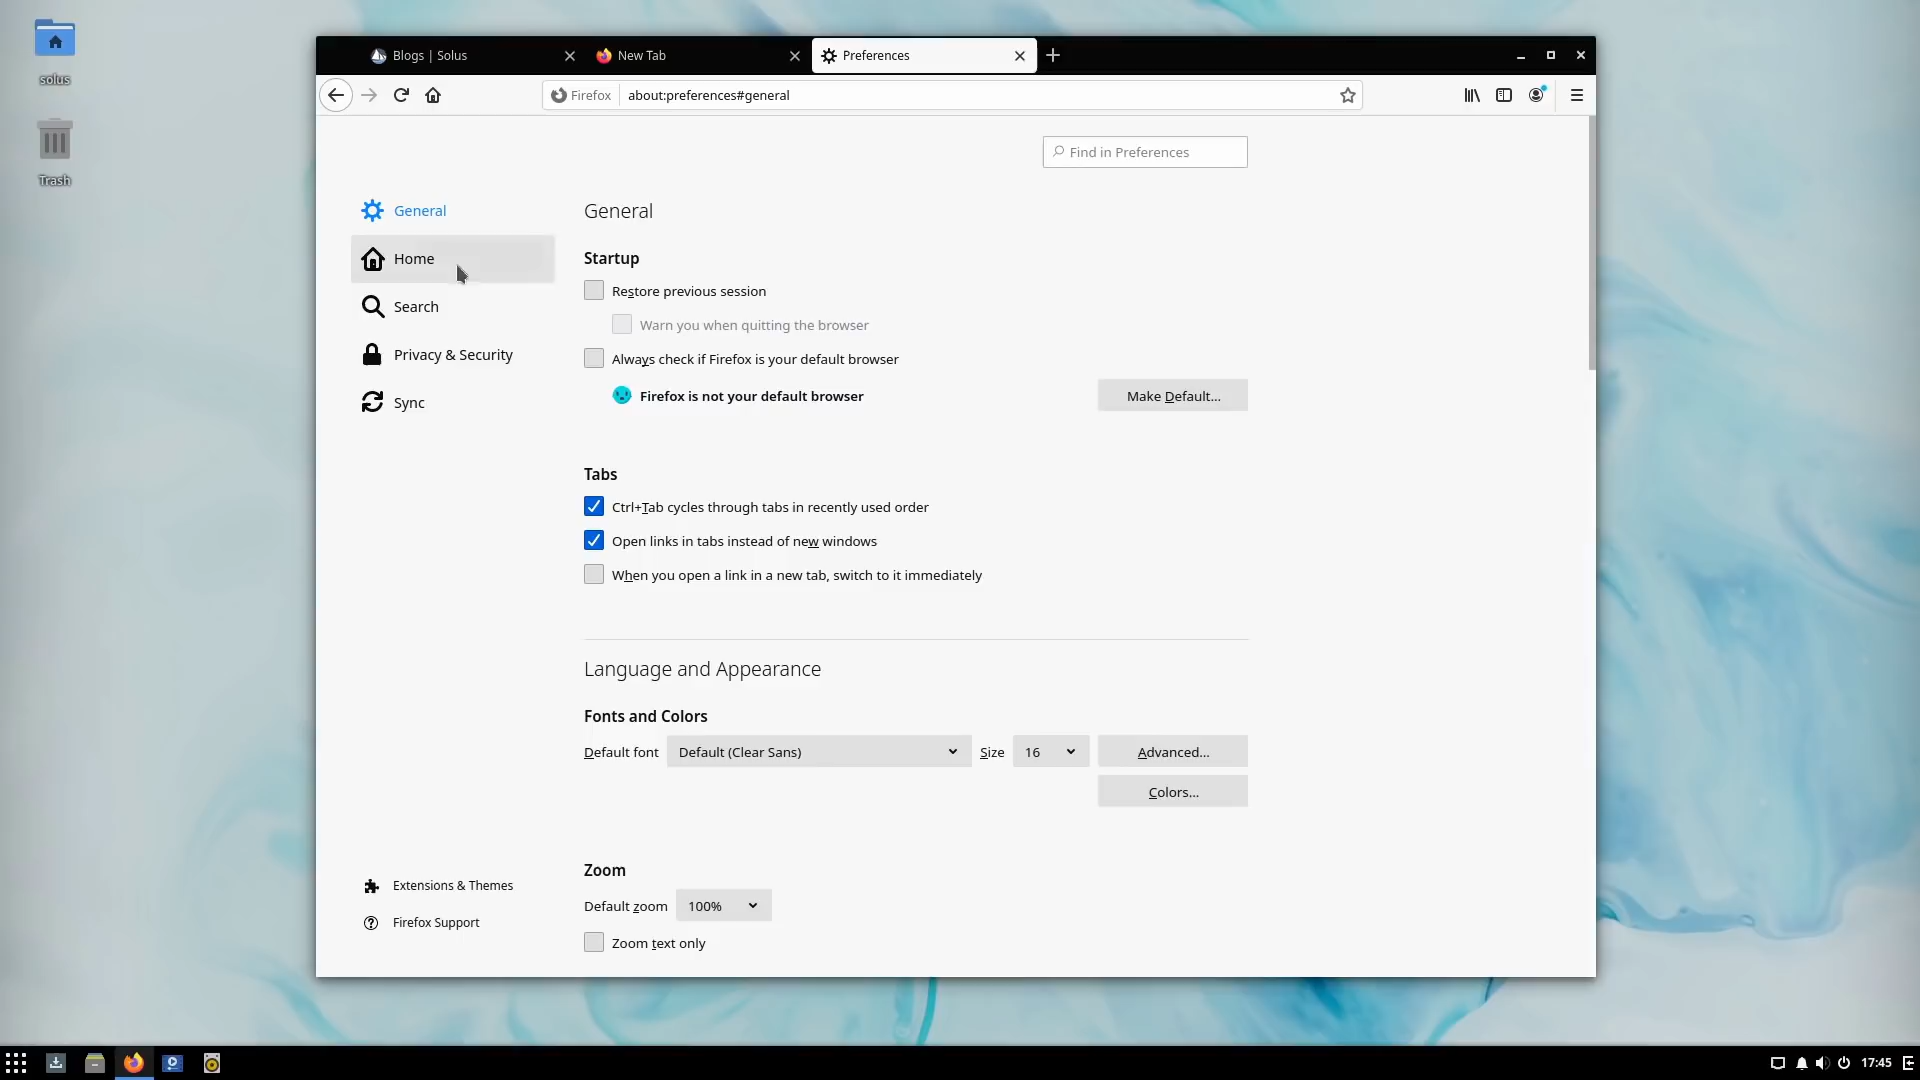 solus
Trash
Blogs | Solus
New Tab
Preferences
Firefox
about:preferences#general
Find in Preferences
General
Home
Search
Privacy & Security
Sync
Extensions & Themes
Firefox Support
General
Startup
Restore previous session
Warn you when quitting the browser
Always check if Firefox is your default browser
Firefox is not your default browser
Make Default...
Tabs
Ctrl+Tab cycles through tabs in recently used order
Open links in tabs instead of new windows
When you open a link in a new tab, switch to it immediately
Language and Appearance
Fonts and Colors
Default font Default (Clear Sans) Size 16 Advanced...
Colors...
Zoom
Default zoom 100%
Zoom text only
17:45